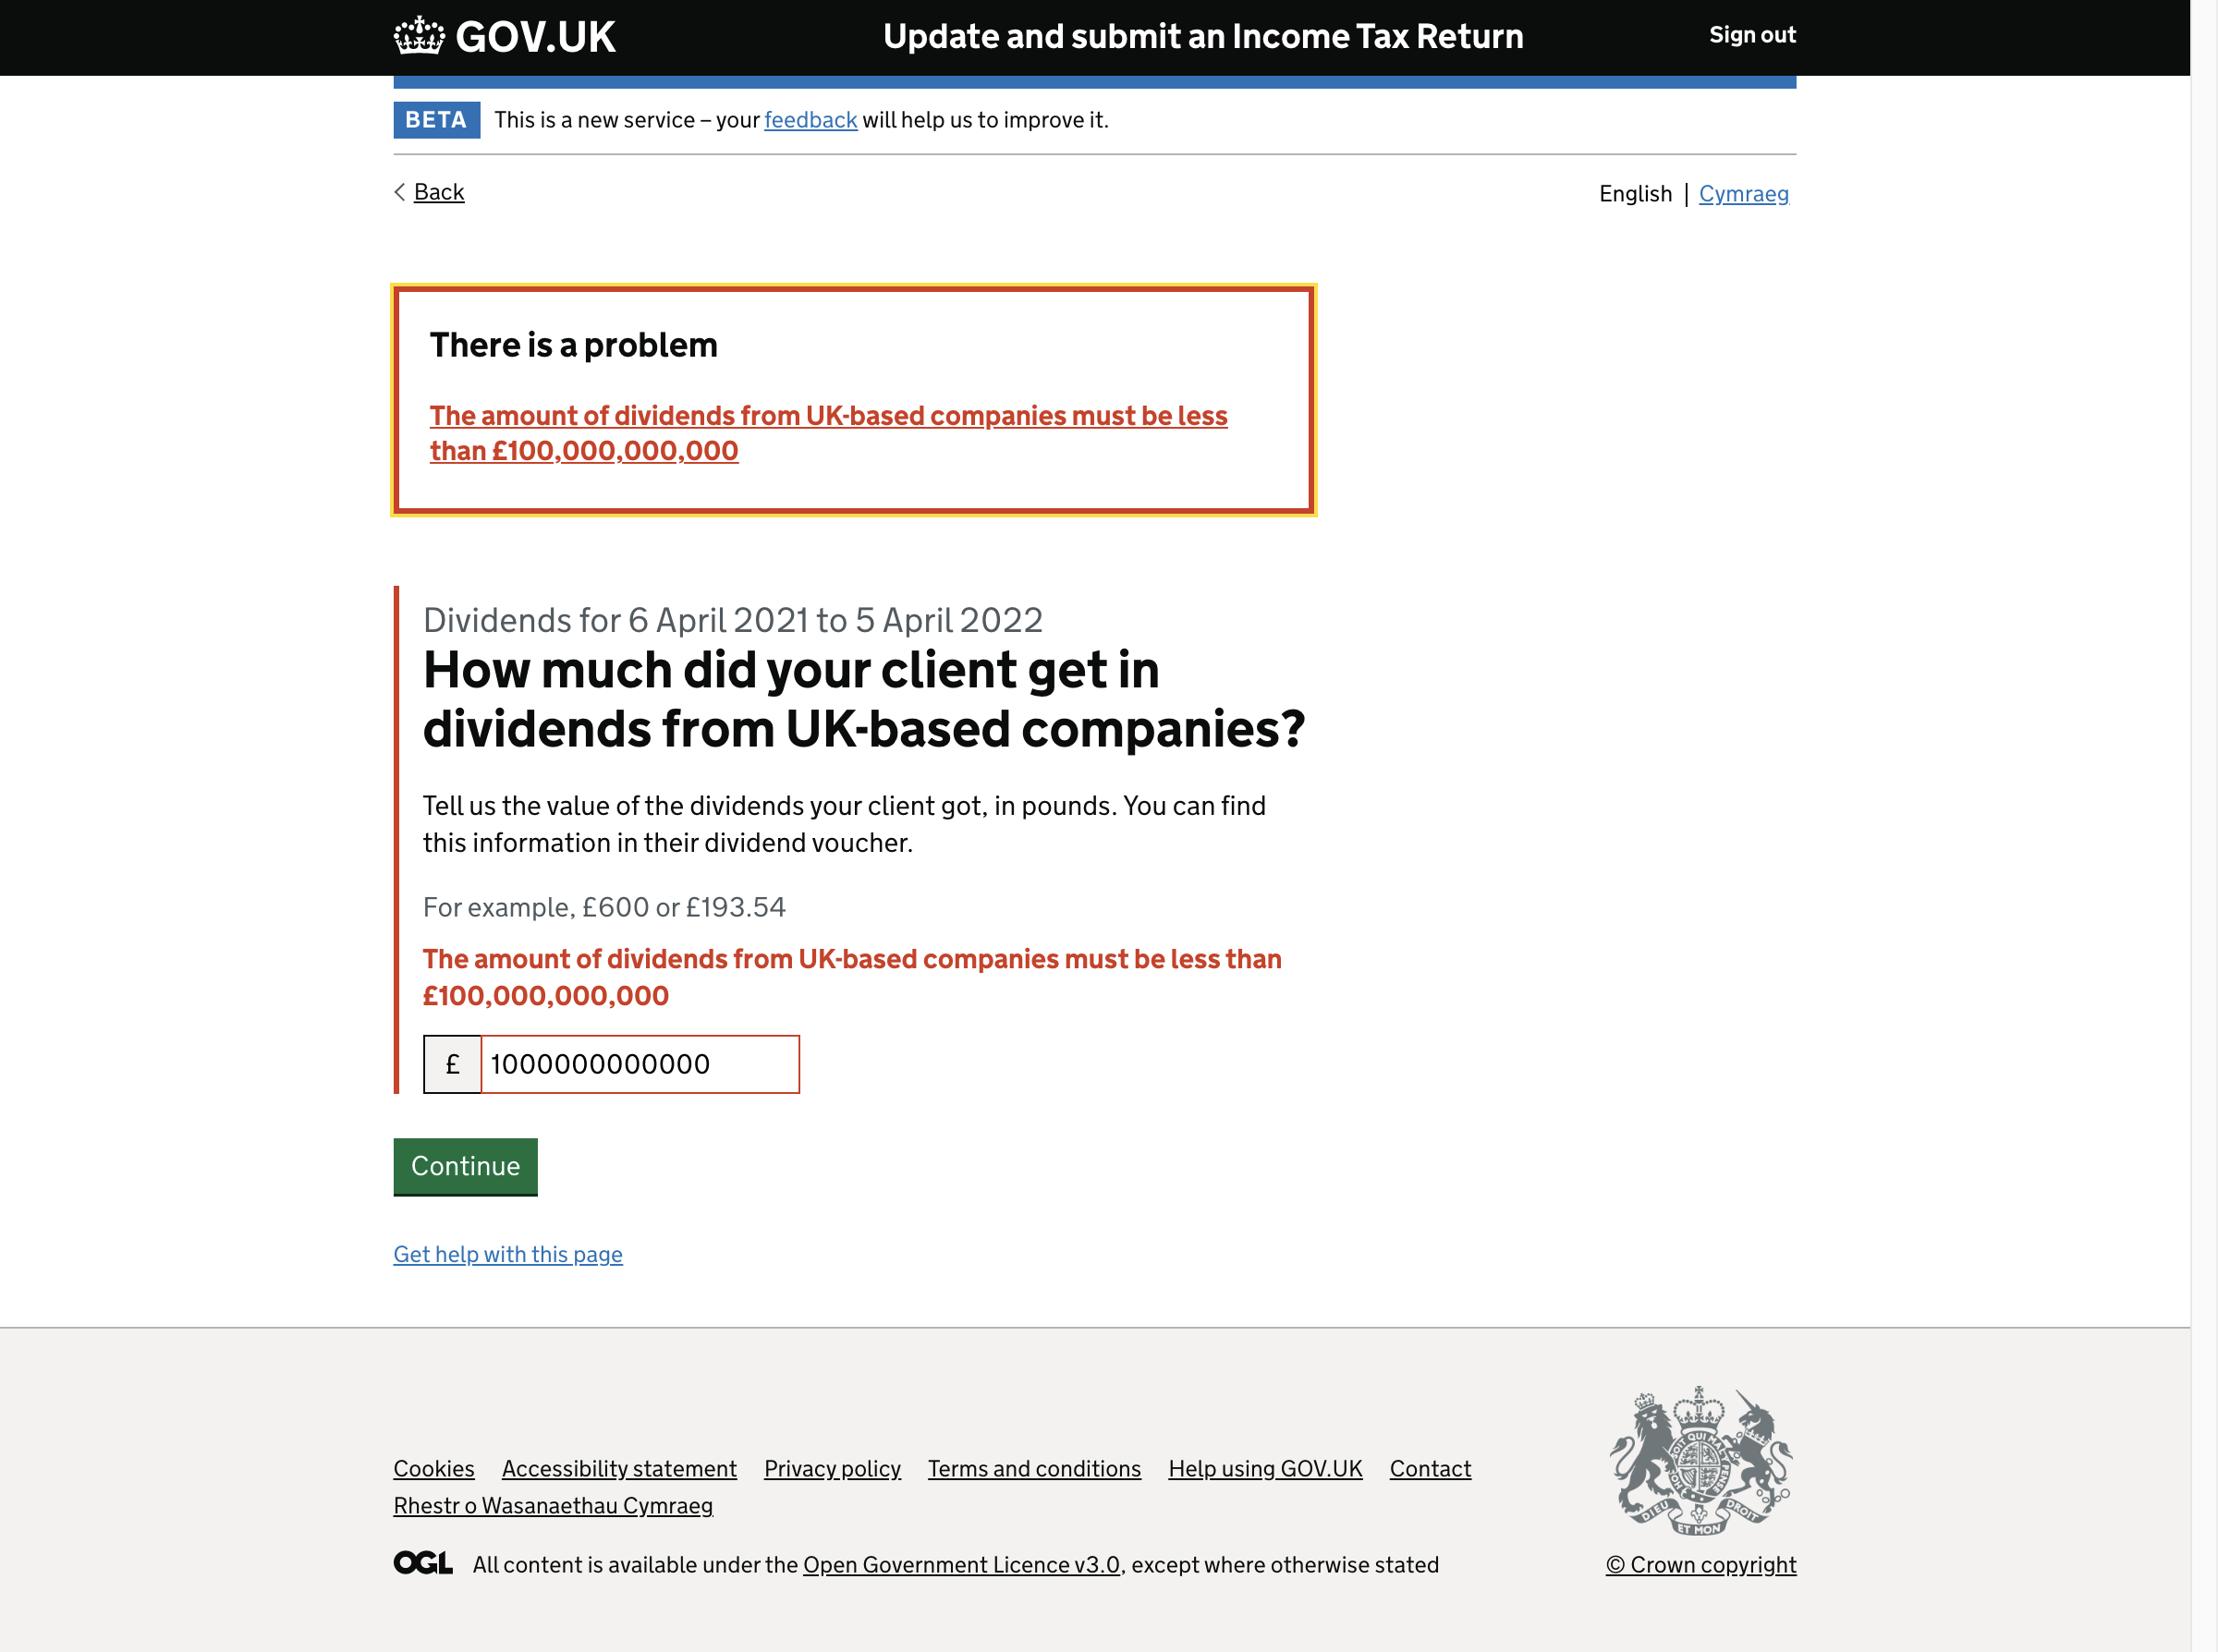 GOV.UK
Update and submit an Income Tax Return
Sign out
BETA This is a new service – your feedback will help us to improve it.
Back
English | Cymraeg
There is a problem
The amount of dividends from UK-based companies must be less
than £100,000,000,000
Dividends for 6 April 2021 to 5 April 2022
How much did your client get in
dividends from UK-based companies?
Tell us the value of the dividends your client got, in pounds. You can find
this information in their dividend voucher.
For example, £600 or £193.54
The amount of dividends from UK-based companies must be less than
£100,000,000,000
£ 1000000000000
Continue
Get help with this page
Cookies Accessibility statement Privacy policy Terms and conditions Help using GOV.UK Contact
Rhestr o Wasanaethau Cymraeg
DIEU ET MON DROIT
OGL All content is available under the Open Government Licence v3.0, except where otherwise stated
© Crown copyright